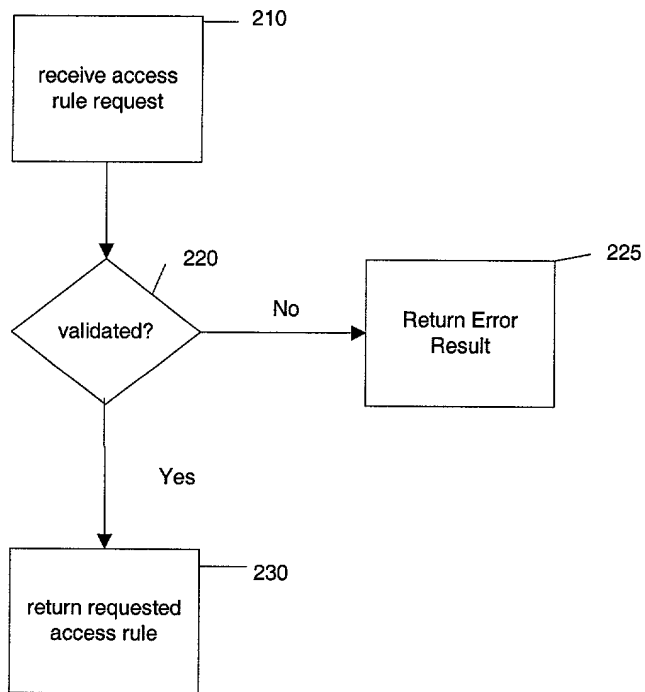 210
receive access
rule request
220
validated?
No
225
Return Error
Result
Yes
230
return requested
access rule